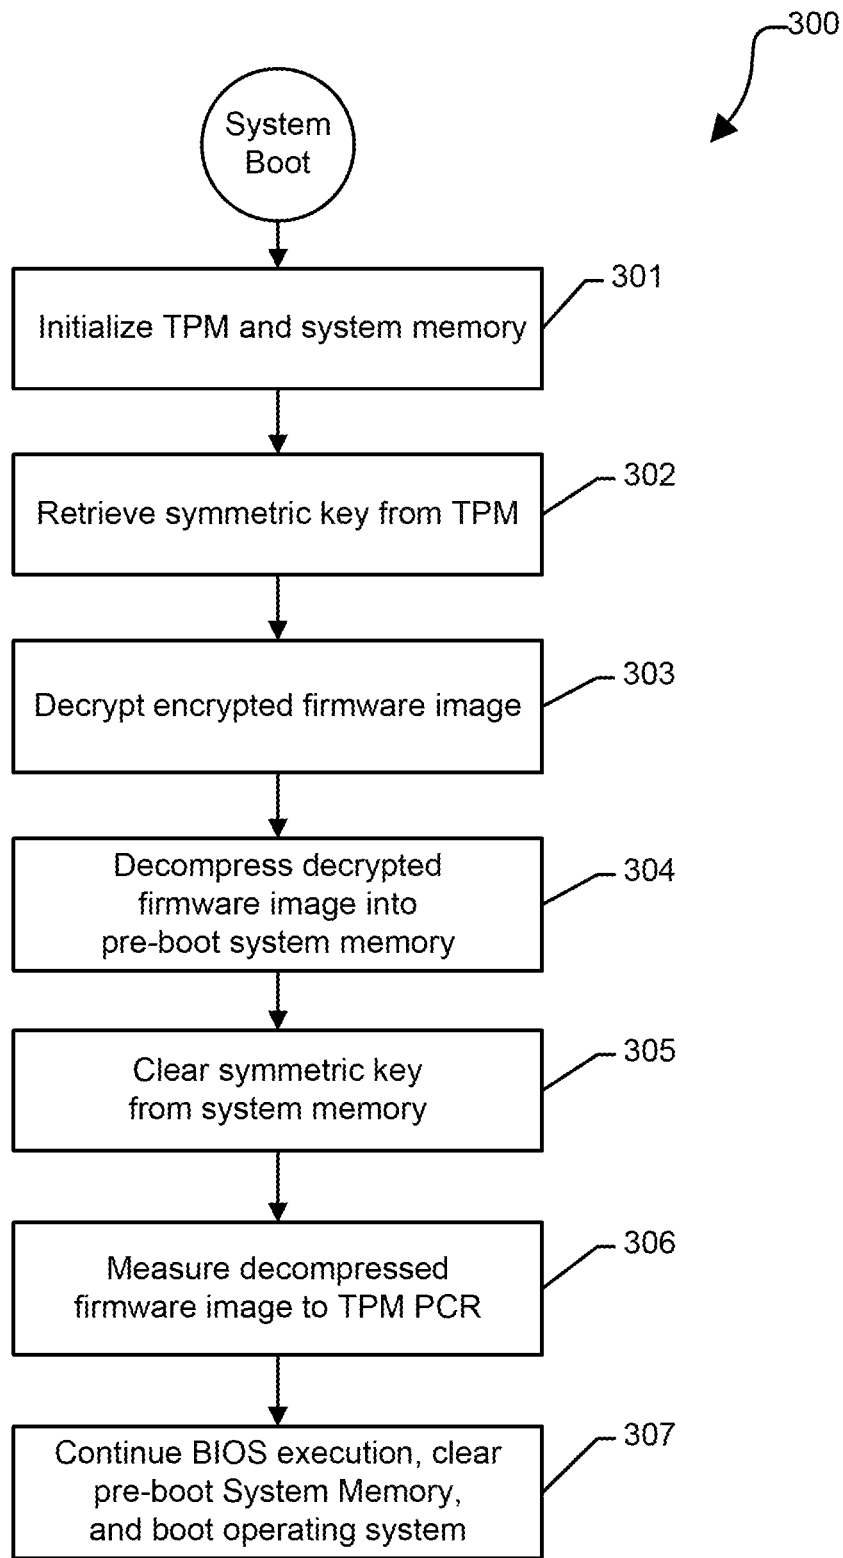 300
System
Boot
301
Initialize TPM and system memory
302
Retrieve symmetric key from TPM
303
Decrypt encrypted firmware image
304
Decompress decrypted
firmware image into
pre-boot system memory
305
Clear symmetric key
from system memory
306
Measure decompressed
firmware image to TPM PCR
307
Continue BIOS execution, clear
pre-boot System Memory,
and boot operating system